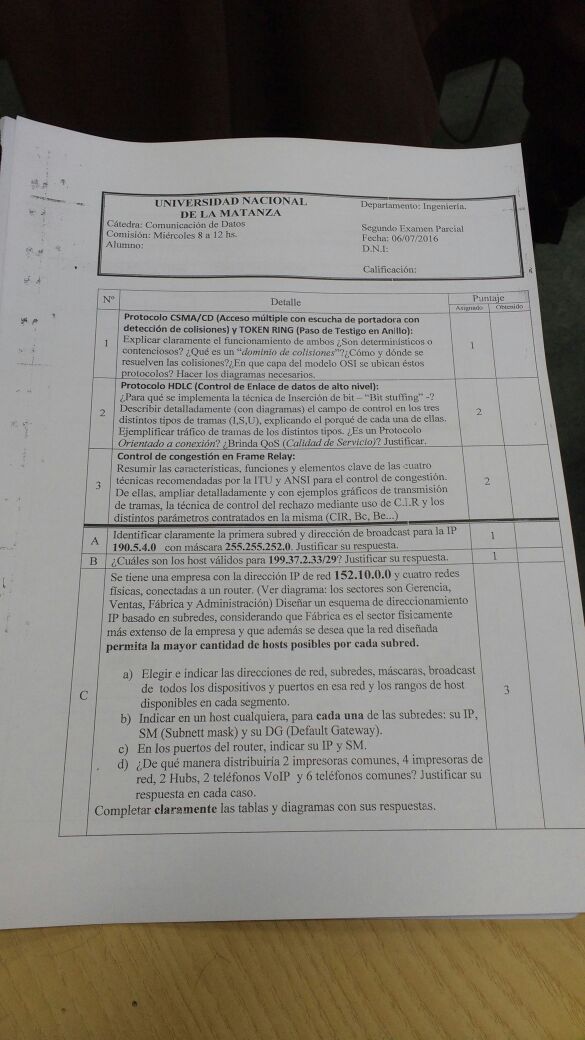 UNIVERSIDAD NACIONAL
DE LA MATANZA
Cátedra: Comunicación de Datos
Comisión: Miércoles 8 a 12 hs.
Alumno:
Departamento: Ingeniería.
Segundo Examen Parcial
Fecha: 06/07/2016
D.N.I:
Calificación:
Nº Detalle Puntaje
Asignado Obtenido
Protocolo CSMA/CD (Acceso múltiple con escucha de portadora con
detección de colisiones) y TOKEN RING (Paso de Testigo en Anillo):
Explicar claramente el funcionamiento de ambos ¿Son determinísticos o
1 contenciosos? ¿Qué es un "dominio de colisiones"?¿Cómo y dónde se 1
resuelven las colisiones?¿En que capa del modelo OSI se ubican éstos
protocolos? Hacer los diagramas necesarios.
Protocolo HDLC (Control de Enlace de datos de alto nivel):
¿Para qué se implementa la técnica de Inserción de bit – "Bit stuffing" -?
2 Describir detalladamente (con diagramas) el campo de control en los tres 2
distintos tipos de tramas (I,S,U), explicando el porqué de cada una de ellas.
Ejemplificar tráfico de tramas de los distintos tipos. ¿Es un Protocolo
Orientado a conexión? ¿Brinda QoS (Calidad de Servicio)? Justificar.
Control de congestión en Frame Relay:
Resumir las características, funciones y elementos clave de las cuatro
3 técnicas recomendadas por la ITU y ANSI para el control de congestión. 2
De ellas, ampliar detalladamente y con ejemplos gráficos de transmisión
de tramas, la técnica de control del rechazo mediante uso de C.I.R y los
distintos parámetros contratados en la misma (CIR, Bc, Be...)
A Identificar claramente la primera subred y dirección de broadcast para la IP 1
190.5.4.0 con máscara 255.255.252.0. Justificar su respuesta.
B ¿Cuáles son los host válidos para 199.37.2.33/29? Justificar su respuesta. 1
Se tiene una empresa con la dirección IP de red 152.10.0.0 y cuatro redes
físicas, conectadas a un router. (Ver diagrama: los sectores son Gerencia,
Ventas, Fábrica y Administración) Diseñar un esquema de direccionamiento
IP basado en subredes, considerando que Fábrica es el sector físicamente
más extenso de la empresa y que además se desea que la red diseñada
permita la mayor cantidad de hosts posibles por cada subred.
a) Elegir e indicar las direcciones de red, subredes, máscaras, broadcast
C de todos los dispositivos y puertos en esa red y los rangos de host 3
disponibles en cada segmento.
b) Indicar en un host cualquiera, para cada una de las subredes: su IP,
SM (Subnett mask) y su DG (Default Gateway).
c) En los puertos del router, indicar su IP y SM.
d) ¿De qué manera distribuiría 2 impresoras comunes, 4 impresoras de
red, 2 Hubs, 2 teléfonos VoIP y 6 teléfonos comunes? Justificar su
respuesta en cada caso.
Completar claramente las tablas y diagramas con sus respuestas.